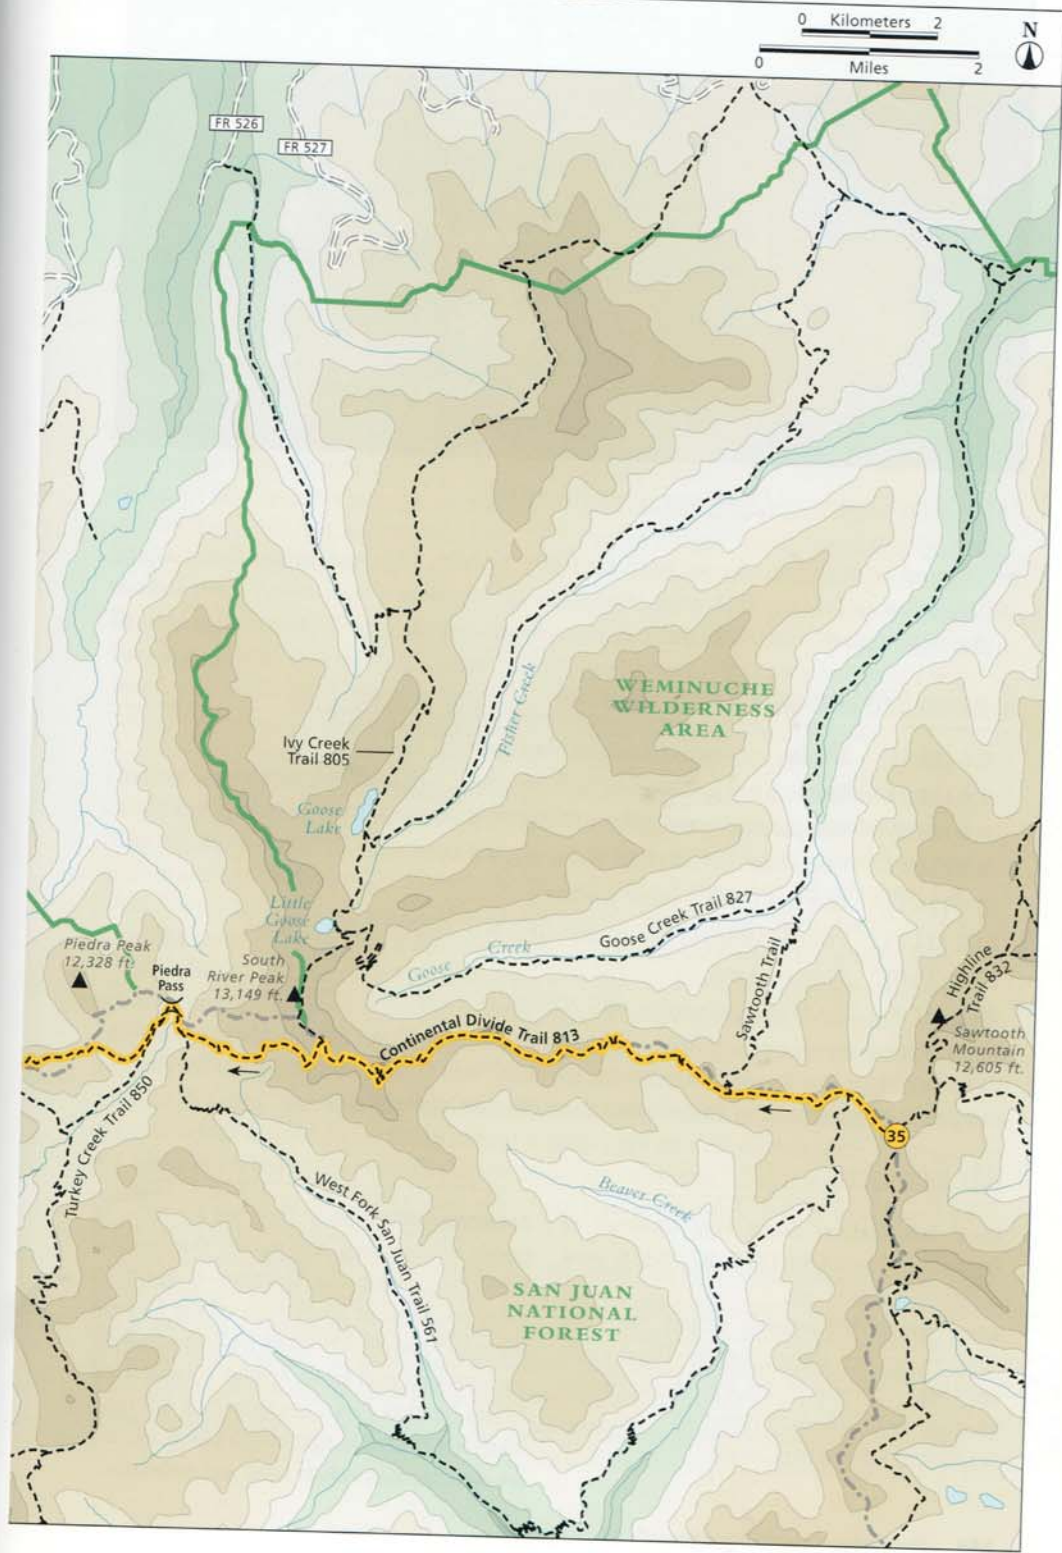 0 Kilometers 2
N
0 Miles 2
FR 526
FR 527
WEMINUCHE
WILDERNESS
AREA
Fisher Creek
Ivy Creek
Trail 805
Goose
Lake
Little
Goose
Lake
Goose Creek Trail 827
Goose Creek
Piedra Peak
12,328 ft.
Piedra
Pass
South
River Peak
13,149 ft.
Sawtooth Trail
Highline
Trail 832
Sawtooth
Mountain
12,605 ft.
Continental Divide Trail 813
35
Turkey Creek Trail 850
West Fork San Juan Trail 561
Beaver Creek
SAN JUAN
NATIONAL
FOREST